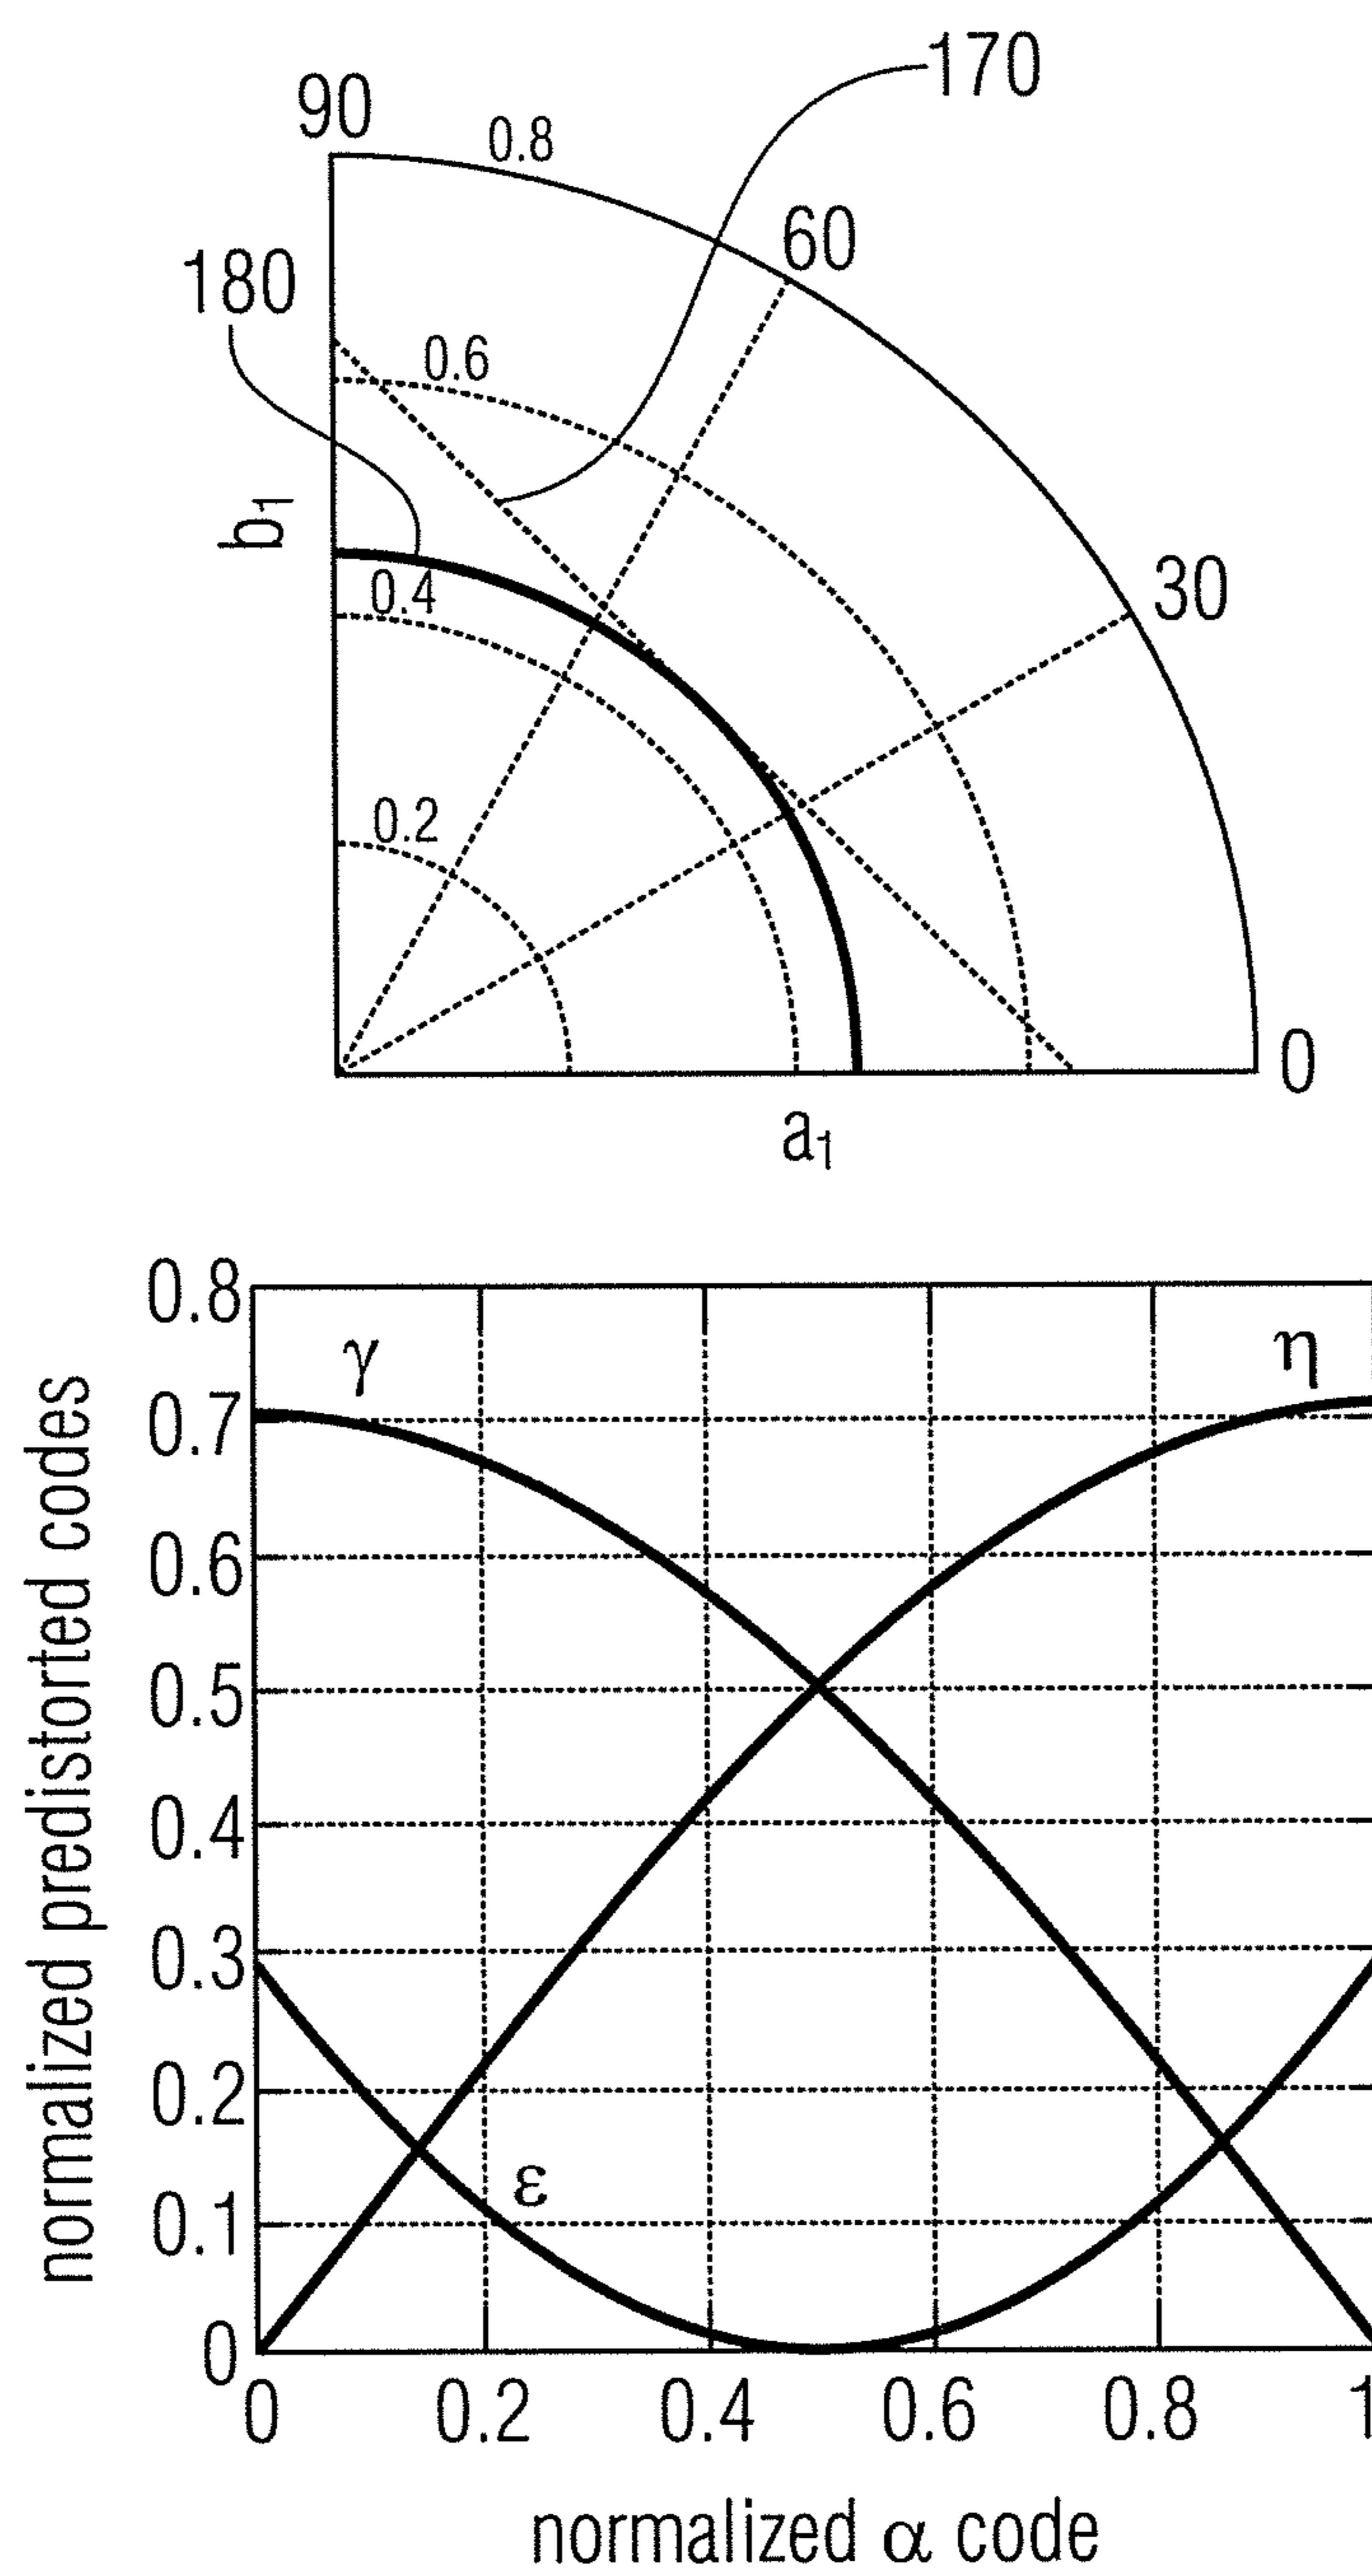 170
90
0.8
60
180
0.6
b1
0.4
30
0.2
0
a1
0.8
γ
η
0.7
0.6
0.5
0.4
0.3
0.2
ε
0.1
0
0 0.2 0.4 0.6 0.8 1
normalized predistorted codes
normalized α code